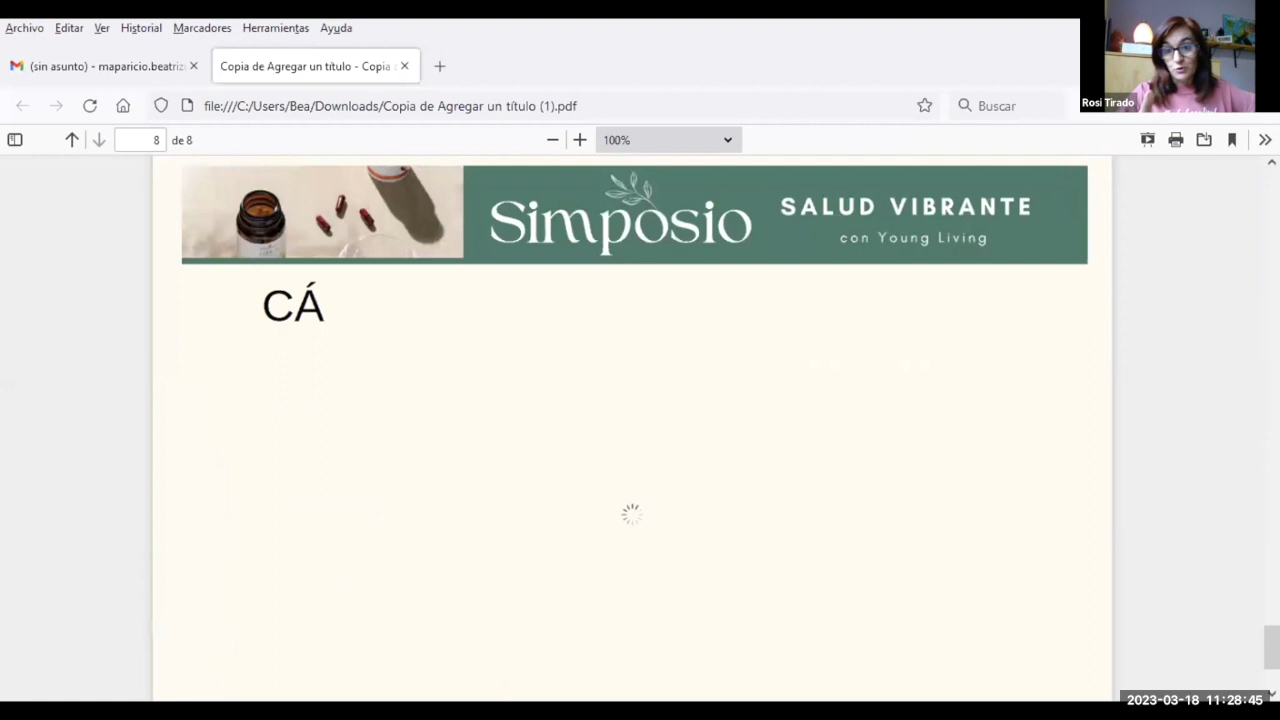 Archivo Editar Ver Historial Marcadores Herramientas Ayuda
(sin asunto) - maparicio.beatriz
Copia de Agregar un título - Copia
file:///C:/Users/Bea/Downloads/Copia de Agregar un título (1).pdf
Buscar
Rosi Tirado
8 de 8
100%
Simposio
SALUD VIBRANTE
con Young Living
CÁ
2023-03-18 11:28:45